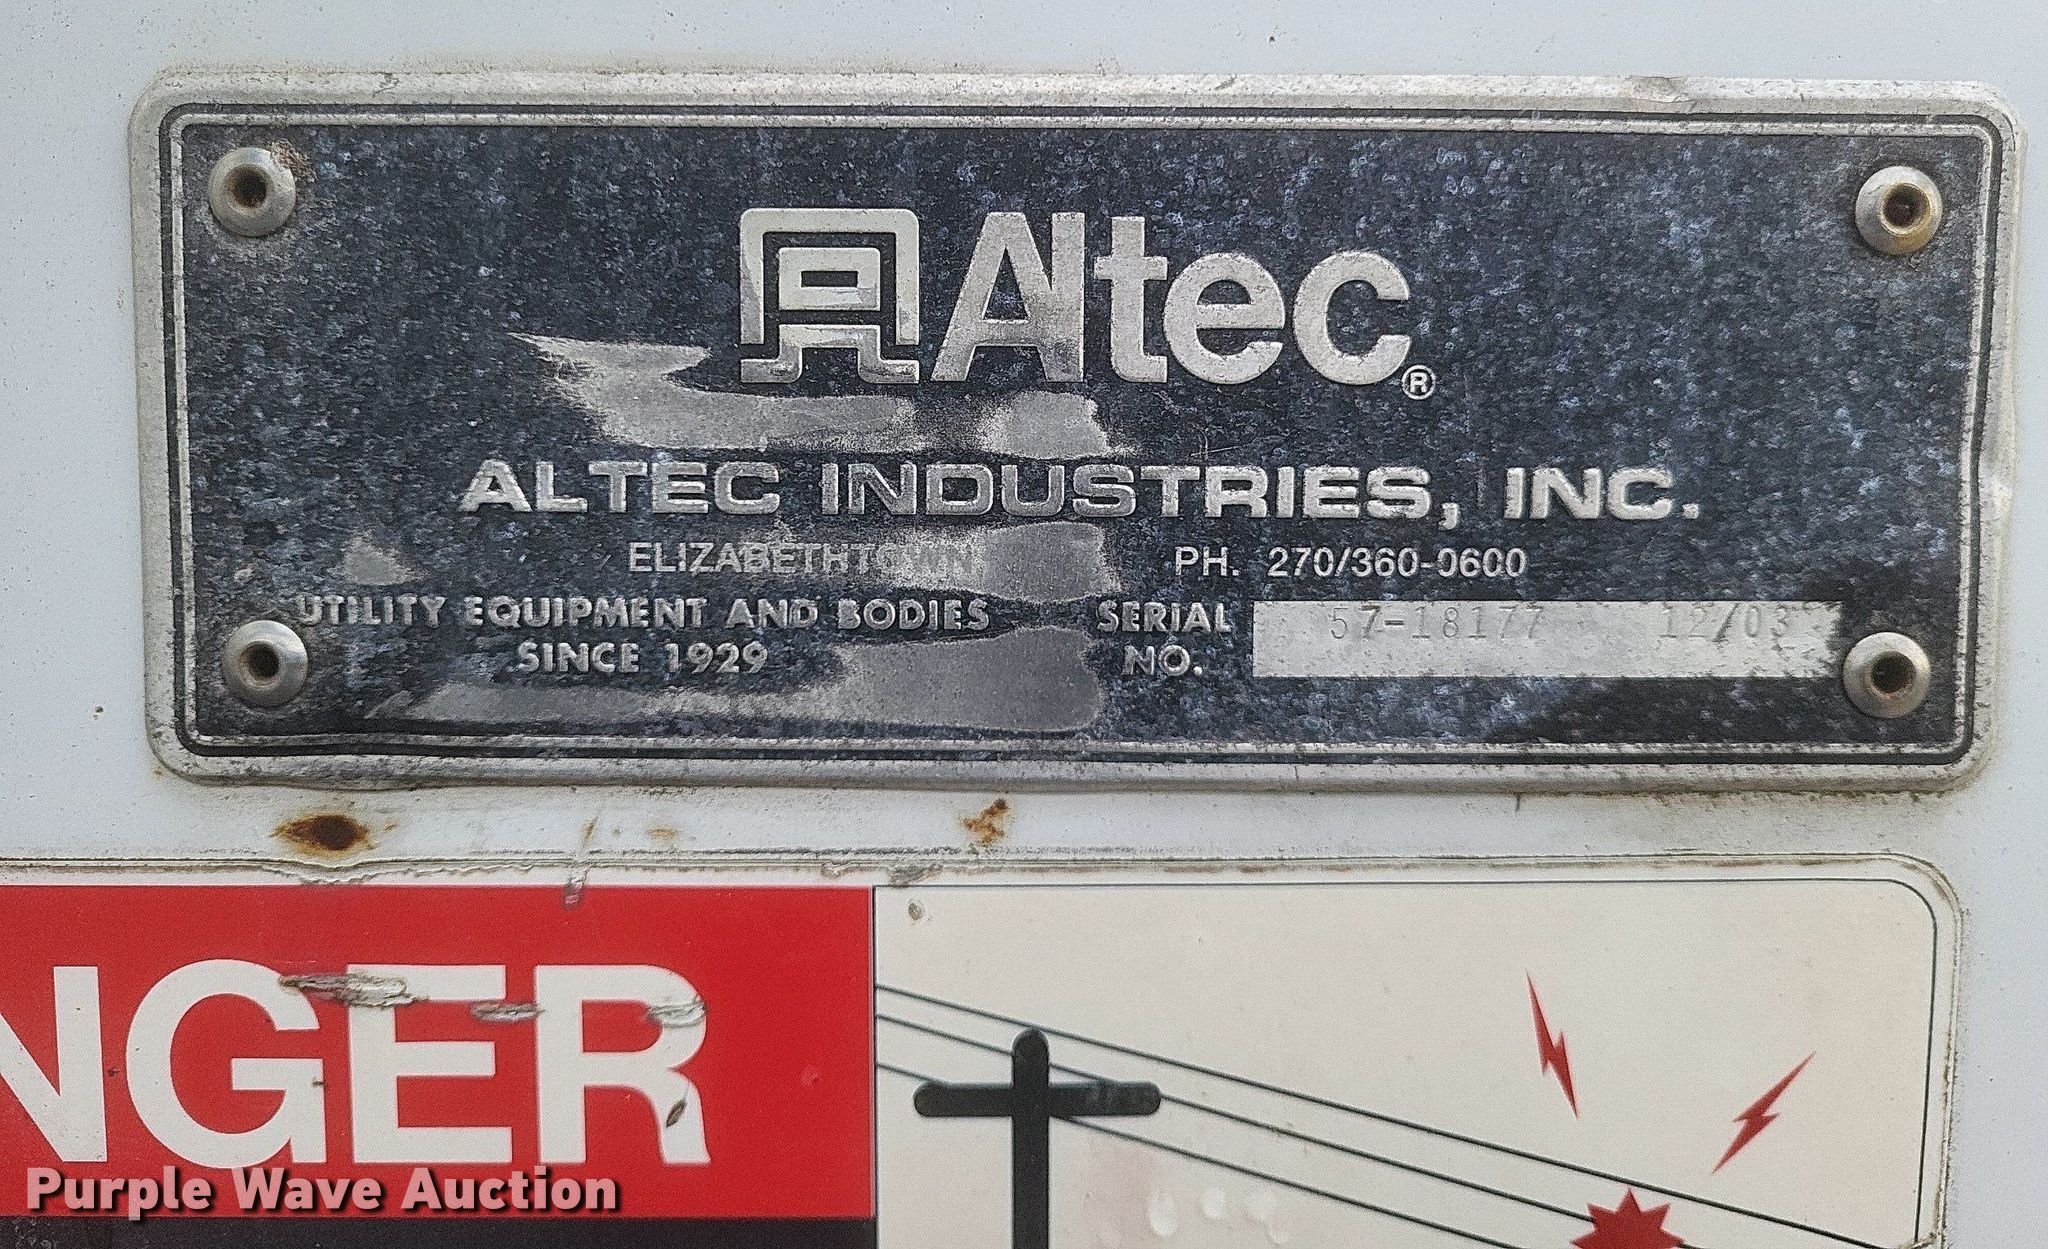 Altec®
ALTEC INDUSTRIES, INC.
ELIZABETHTOWN PH. 270/360-0600
UTILITY EQUIPMENT AND BODIES
SINCE 1929
SERIAL NO. 57-18177 12/03
NGER
Purple Wave Auction